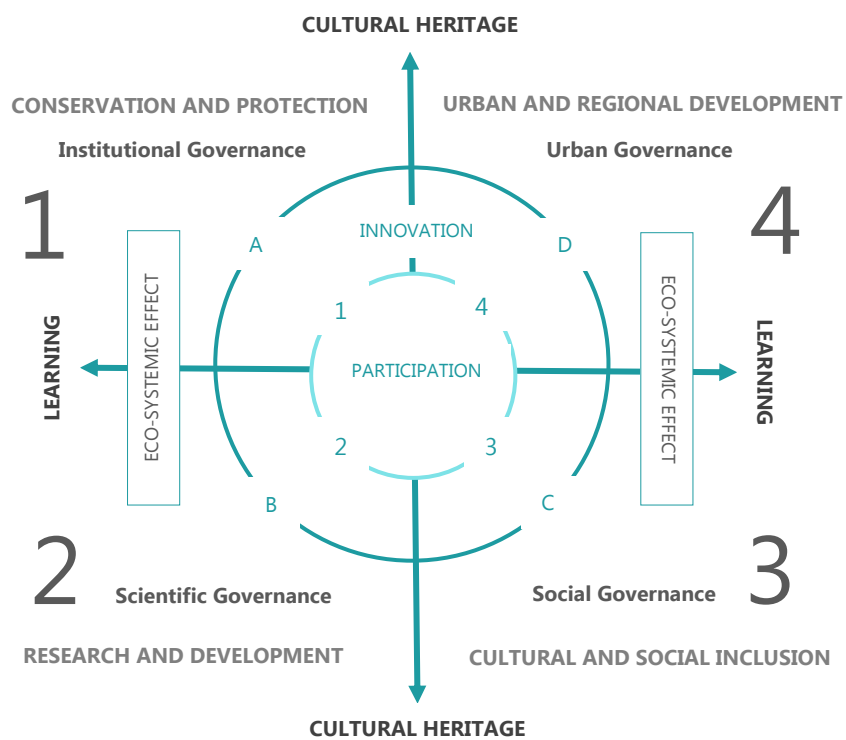 CULTURAL HERITAGE
CONSERVATION AND PROTECTION
URBAN AND REGIONAL DEVELOPMENT
Institutional Governance
Urban Governance
1
4
A
INNOVATION
D
ECO-SYSTEMIC EFFECT
ECO-SYSTEMIC EFFECT
1
4
LEARNING
PARTICIPATION
LEARNING
2
3
B
C
2
3
Scientific Governance
Social Governance
RESEARCH AND DEVELOPMENT
CULTURAL AND SOCIAL INCLUSION
CULTURAL HERITAGE